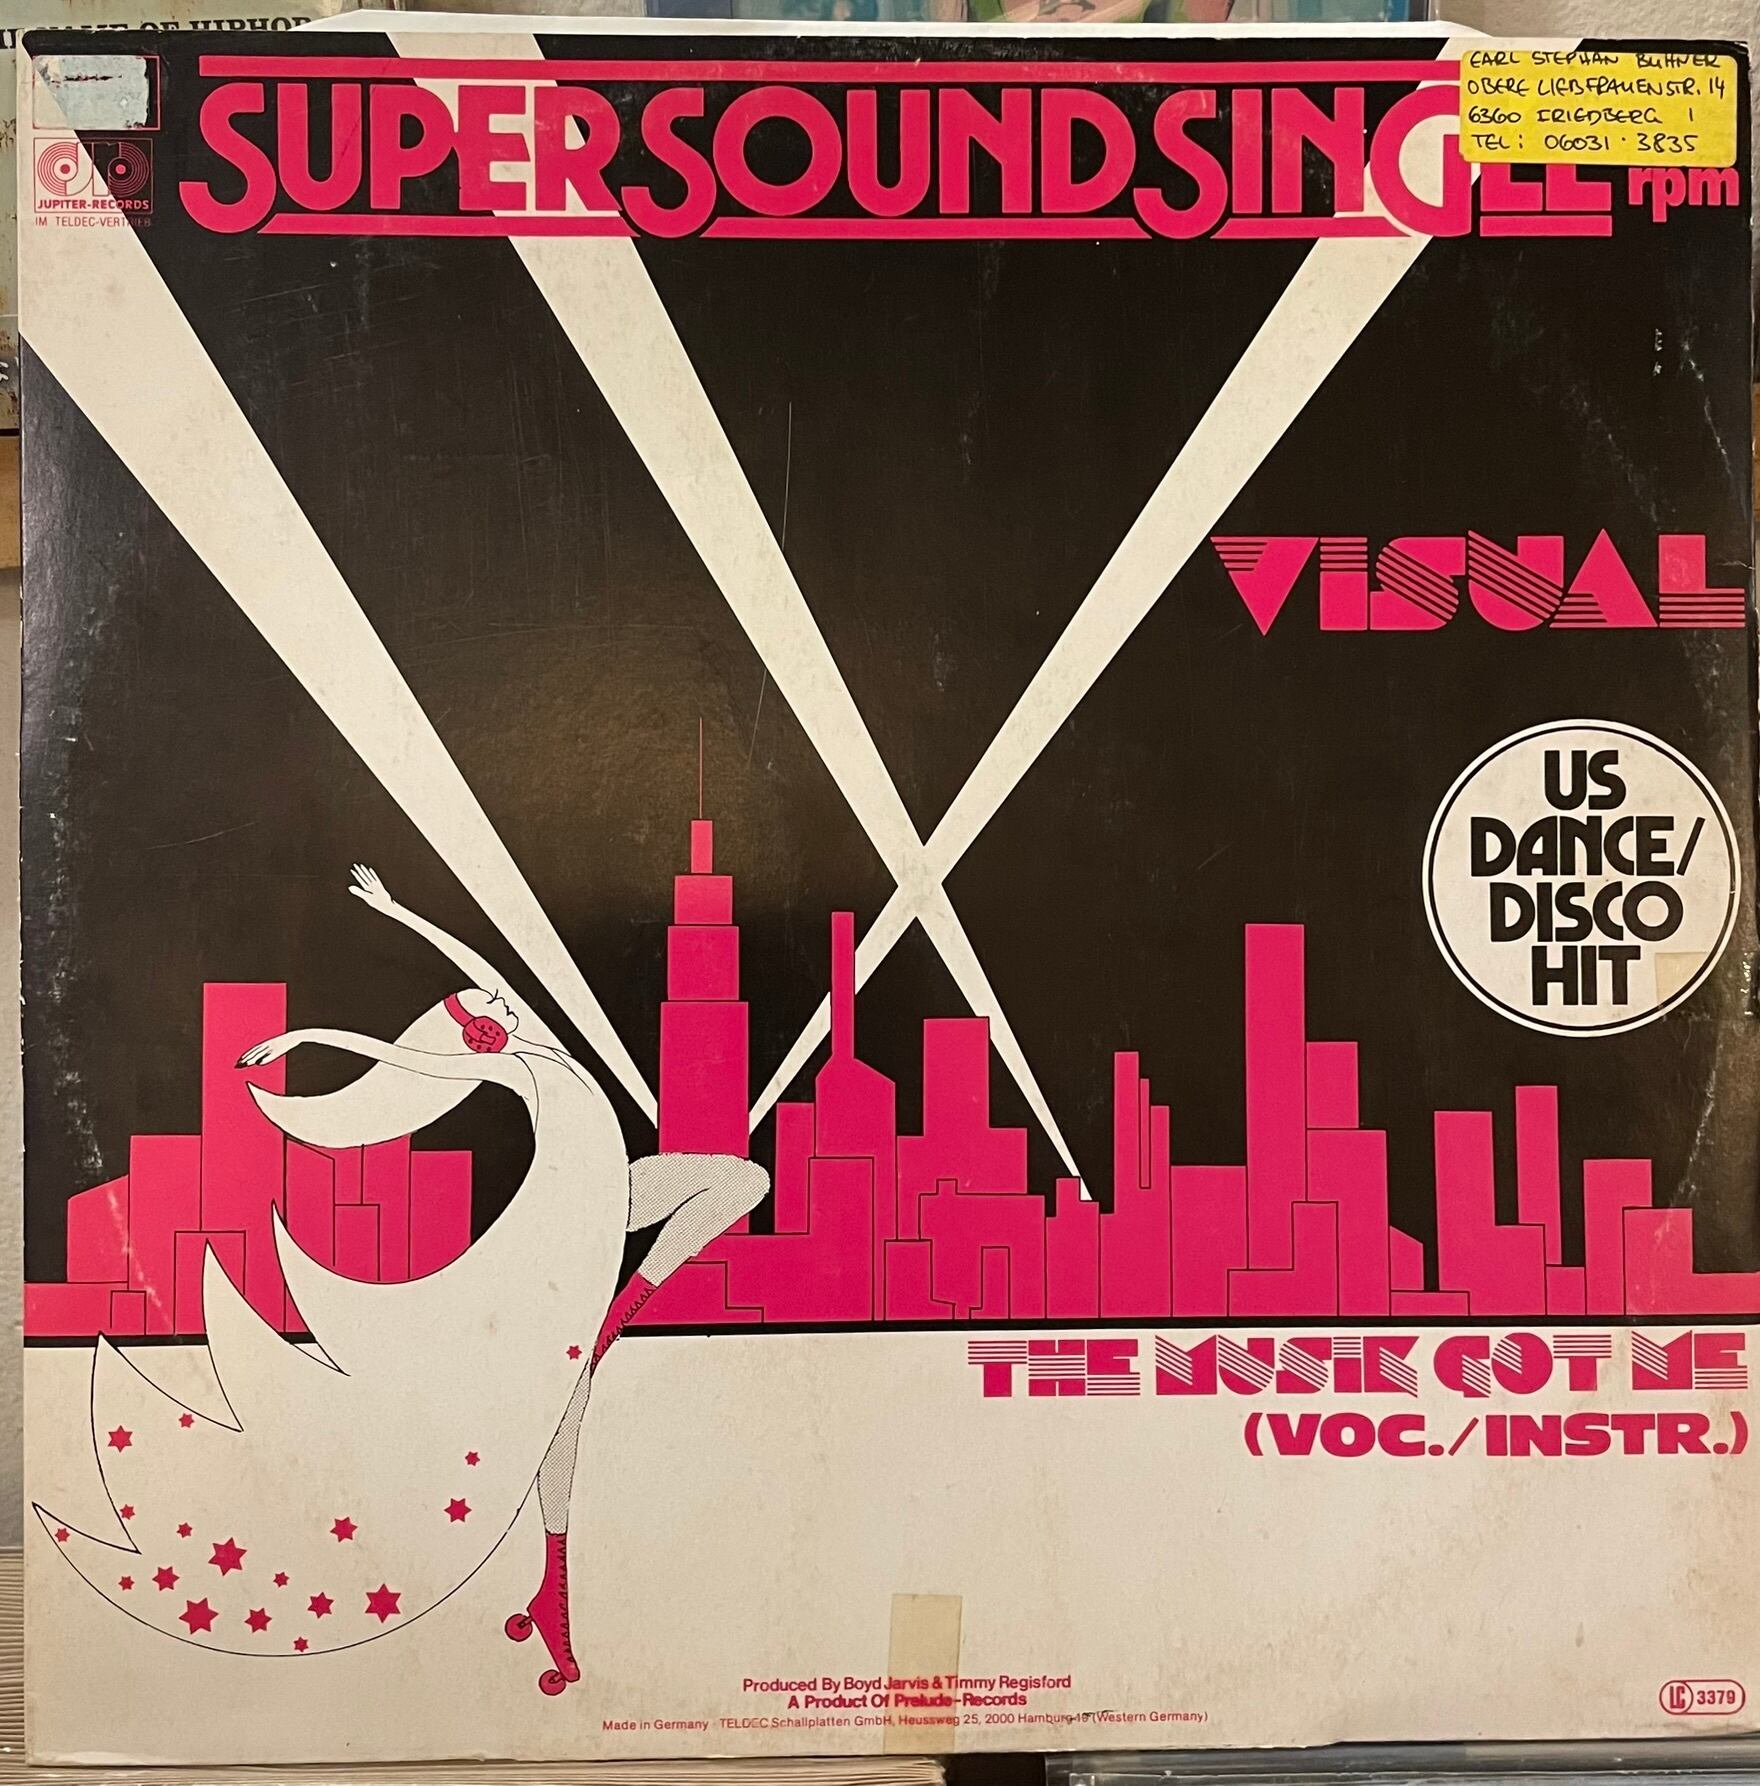 SUPERSOUNDSINGLE
rpm
EARL STEPHAN BUHNER
OBERE LIEBFRAUENSTR. 14
6360 FRIEDBERG 1
TEL: 06031·3835
JUPITER-RECORDS
IM TELDEC-VERTRIEB
VISUAL
US
DANCE/
DISCO
HIT
THE MUSIK GOT ME
(VOC./INSTR.)
Produced By Boyd Jarvis & Timmy Regisford
A Product Of Prelude-Records
Made in Germany · TELDEC Schallplatten GmbH, Heussweg 25, 2000 Hamburg 19 (Western Germany)
LC 3379